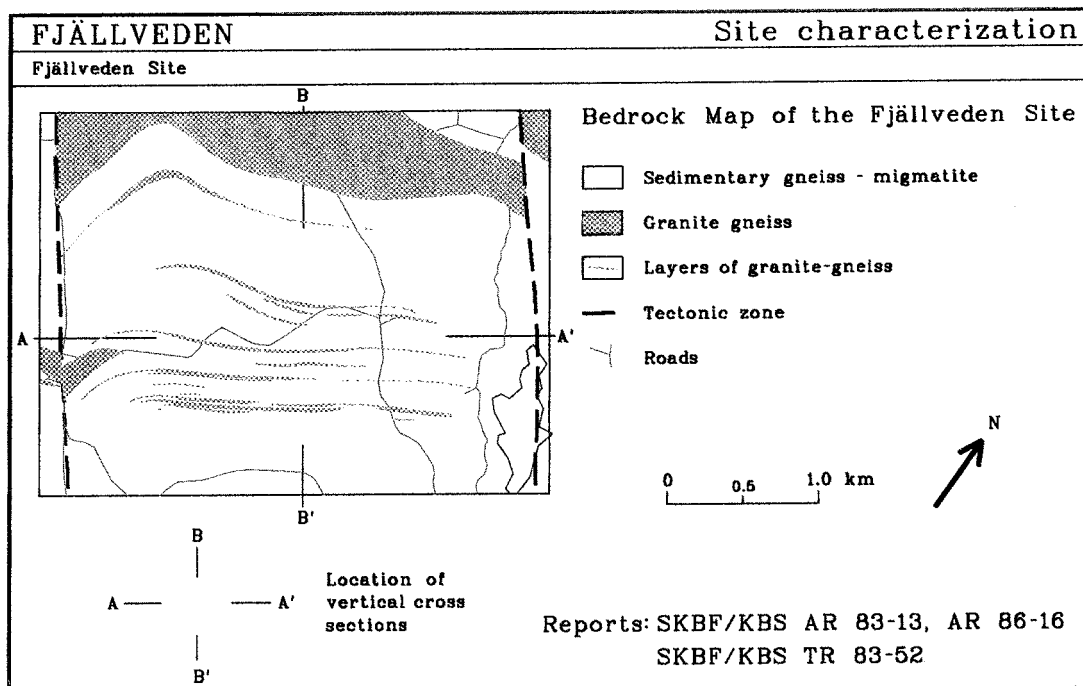 FJÄLLVEDEN
Site characterization
Fjällveden Site
B
A
A'
B'
Bedrock Map of the Fjällveden Site
Sedimentary gneiss - migmatite
Granite gneiss
Layers of granite-gneiss
Tectonic zone
Roads
N
0 0.5 1.0 km
B
A
A'
B'
Location of
vertical cross
sections
Reports: SKBF/KBS AR 83-13, AR 86-16
SKBF/KBS TR 83-52